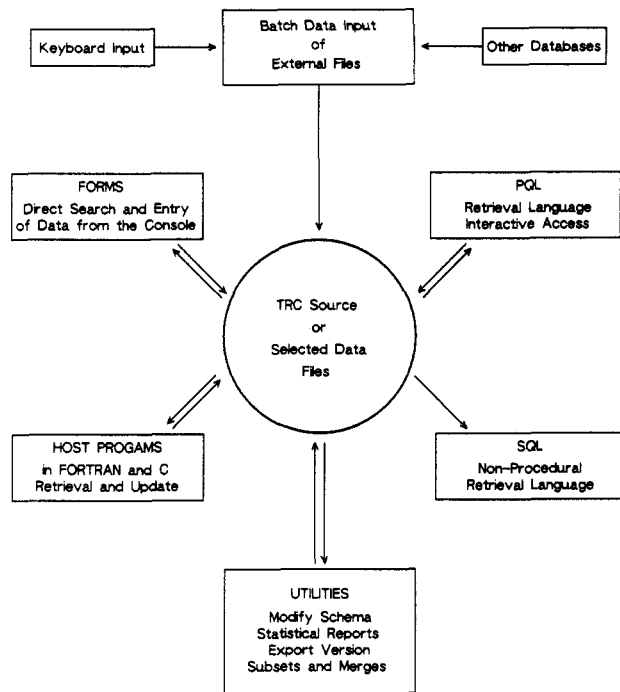 Batch Data Input
of
External Files
Keyboard Input
Other Databases
FORMS
Direct Search and Entry
of Data from the Console
PQL
Retrieval Language
Interactive Access
TRC Source
or
Selected Data
Files
HOST PROGAMS
in FORTRAN and C
Retrieval and Update
SQL
Non-Procedural
Retrieval Language
UTILITIES
Modify Schema
Statistical Reports
Export Version
Subsets and Merges